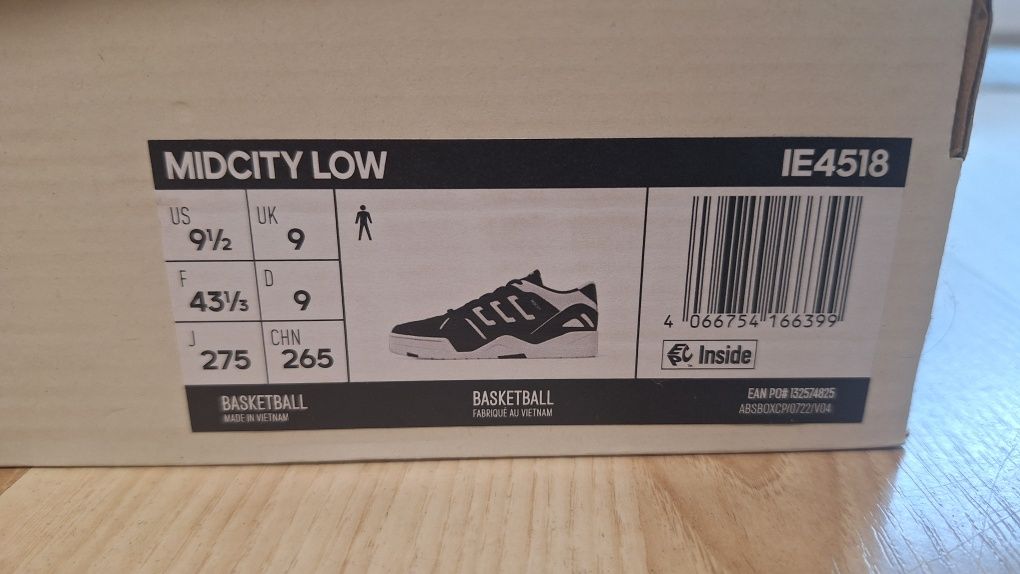 MIDCITY LOW IE4518
US 9½ UK 9
F 43⅓ D 9
J 275 CHN 265
4 066754 166399
EPC Inside
BASKETBALL
MADE IN VIETNAM
BASKETBALL
FABRIQUÉ AU VIETNAM
EAN PO# 132574825
ABSBOXCP/0722/V04